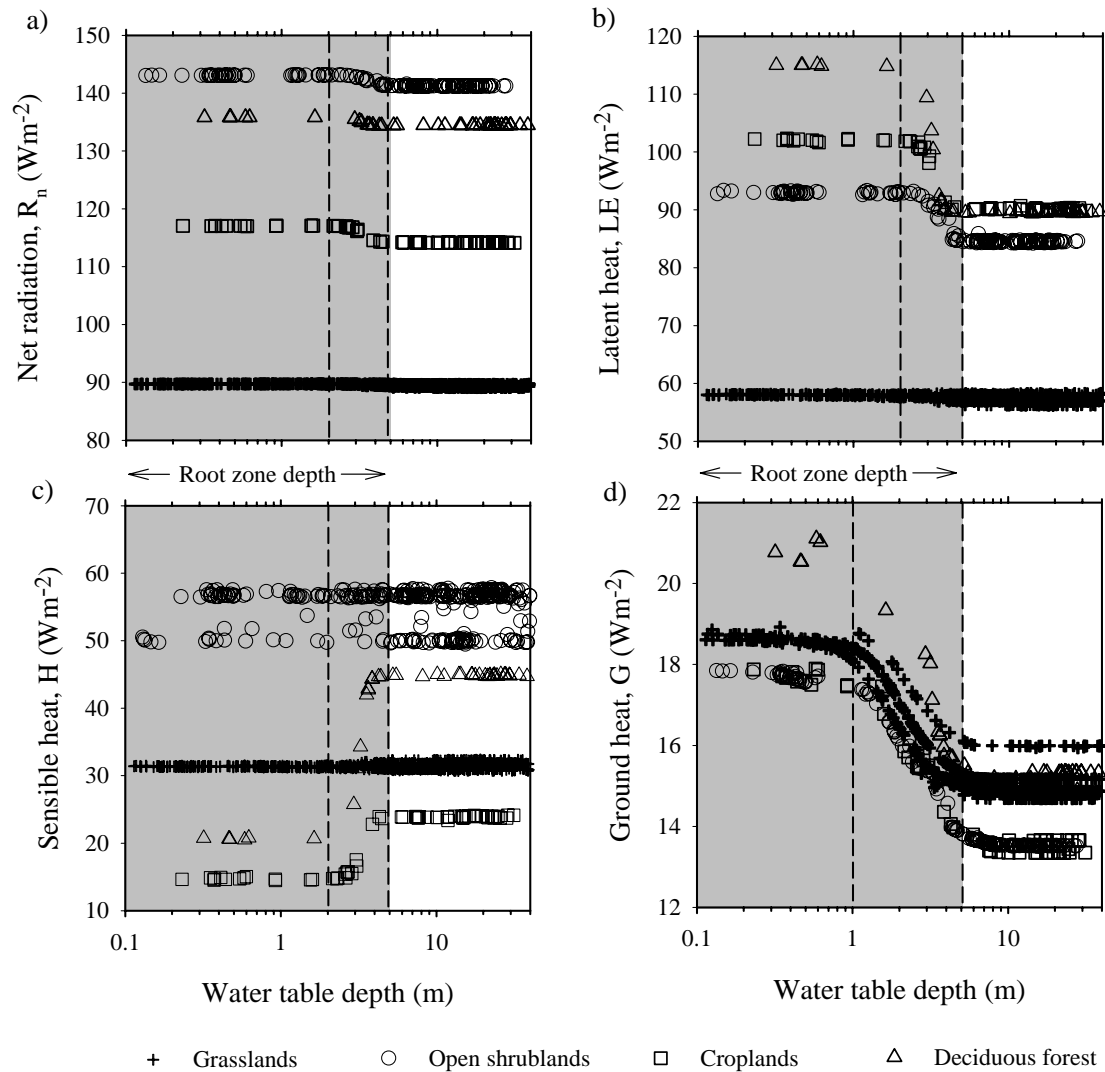 a)
150
140
130
120
110
100
90
80
Net radiation, Rn (Wm-2)
b)
120
110
100
90
80
70
60
50
Latent heat, LE (Wm-2)
Root zone depth
Root zone depth
c)
70
60
50
40
30
20
10
Sensible heat, H (Wm-2)
0.1
1
10
Water table depth (m)
d)
22
20
18
16
14
12
Ground heat, G (Wm-2)
0.1
1
10
Water table depth (m)
Grasslands
Open shrublands
Croplands
Deciduous forest